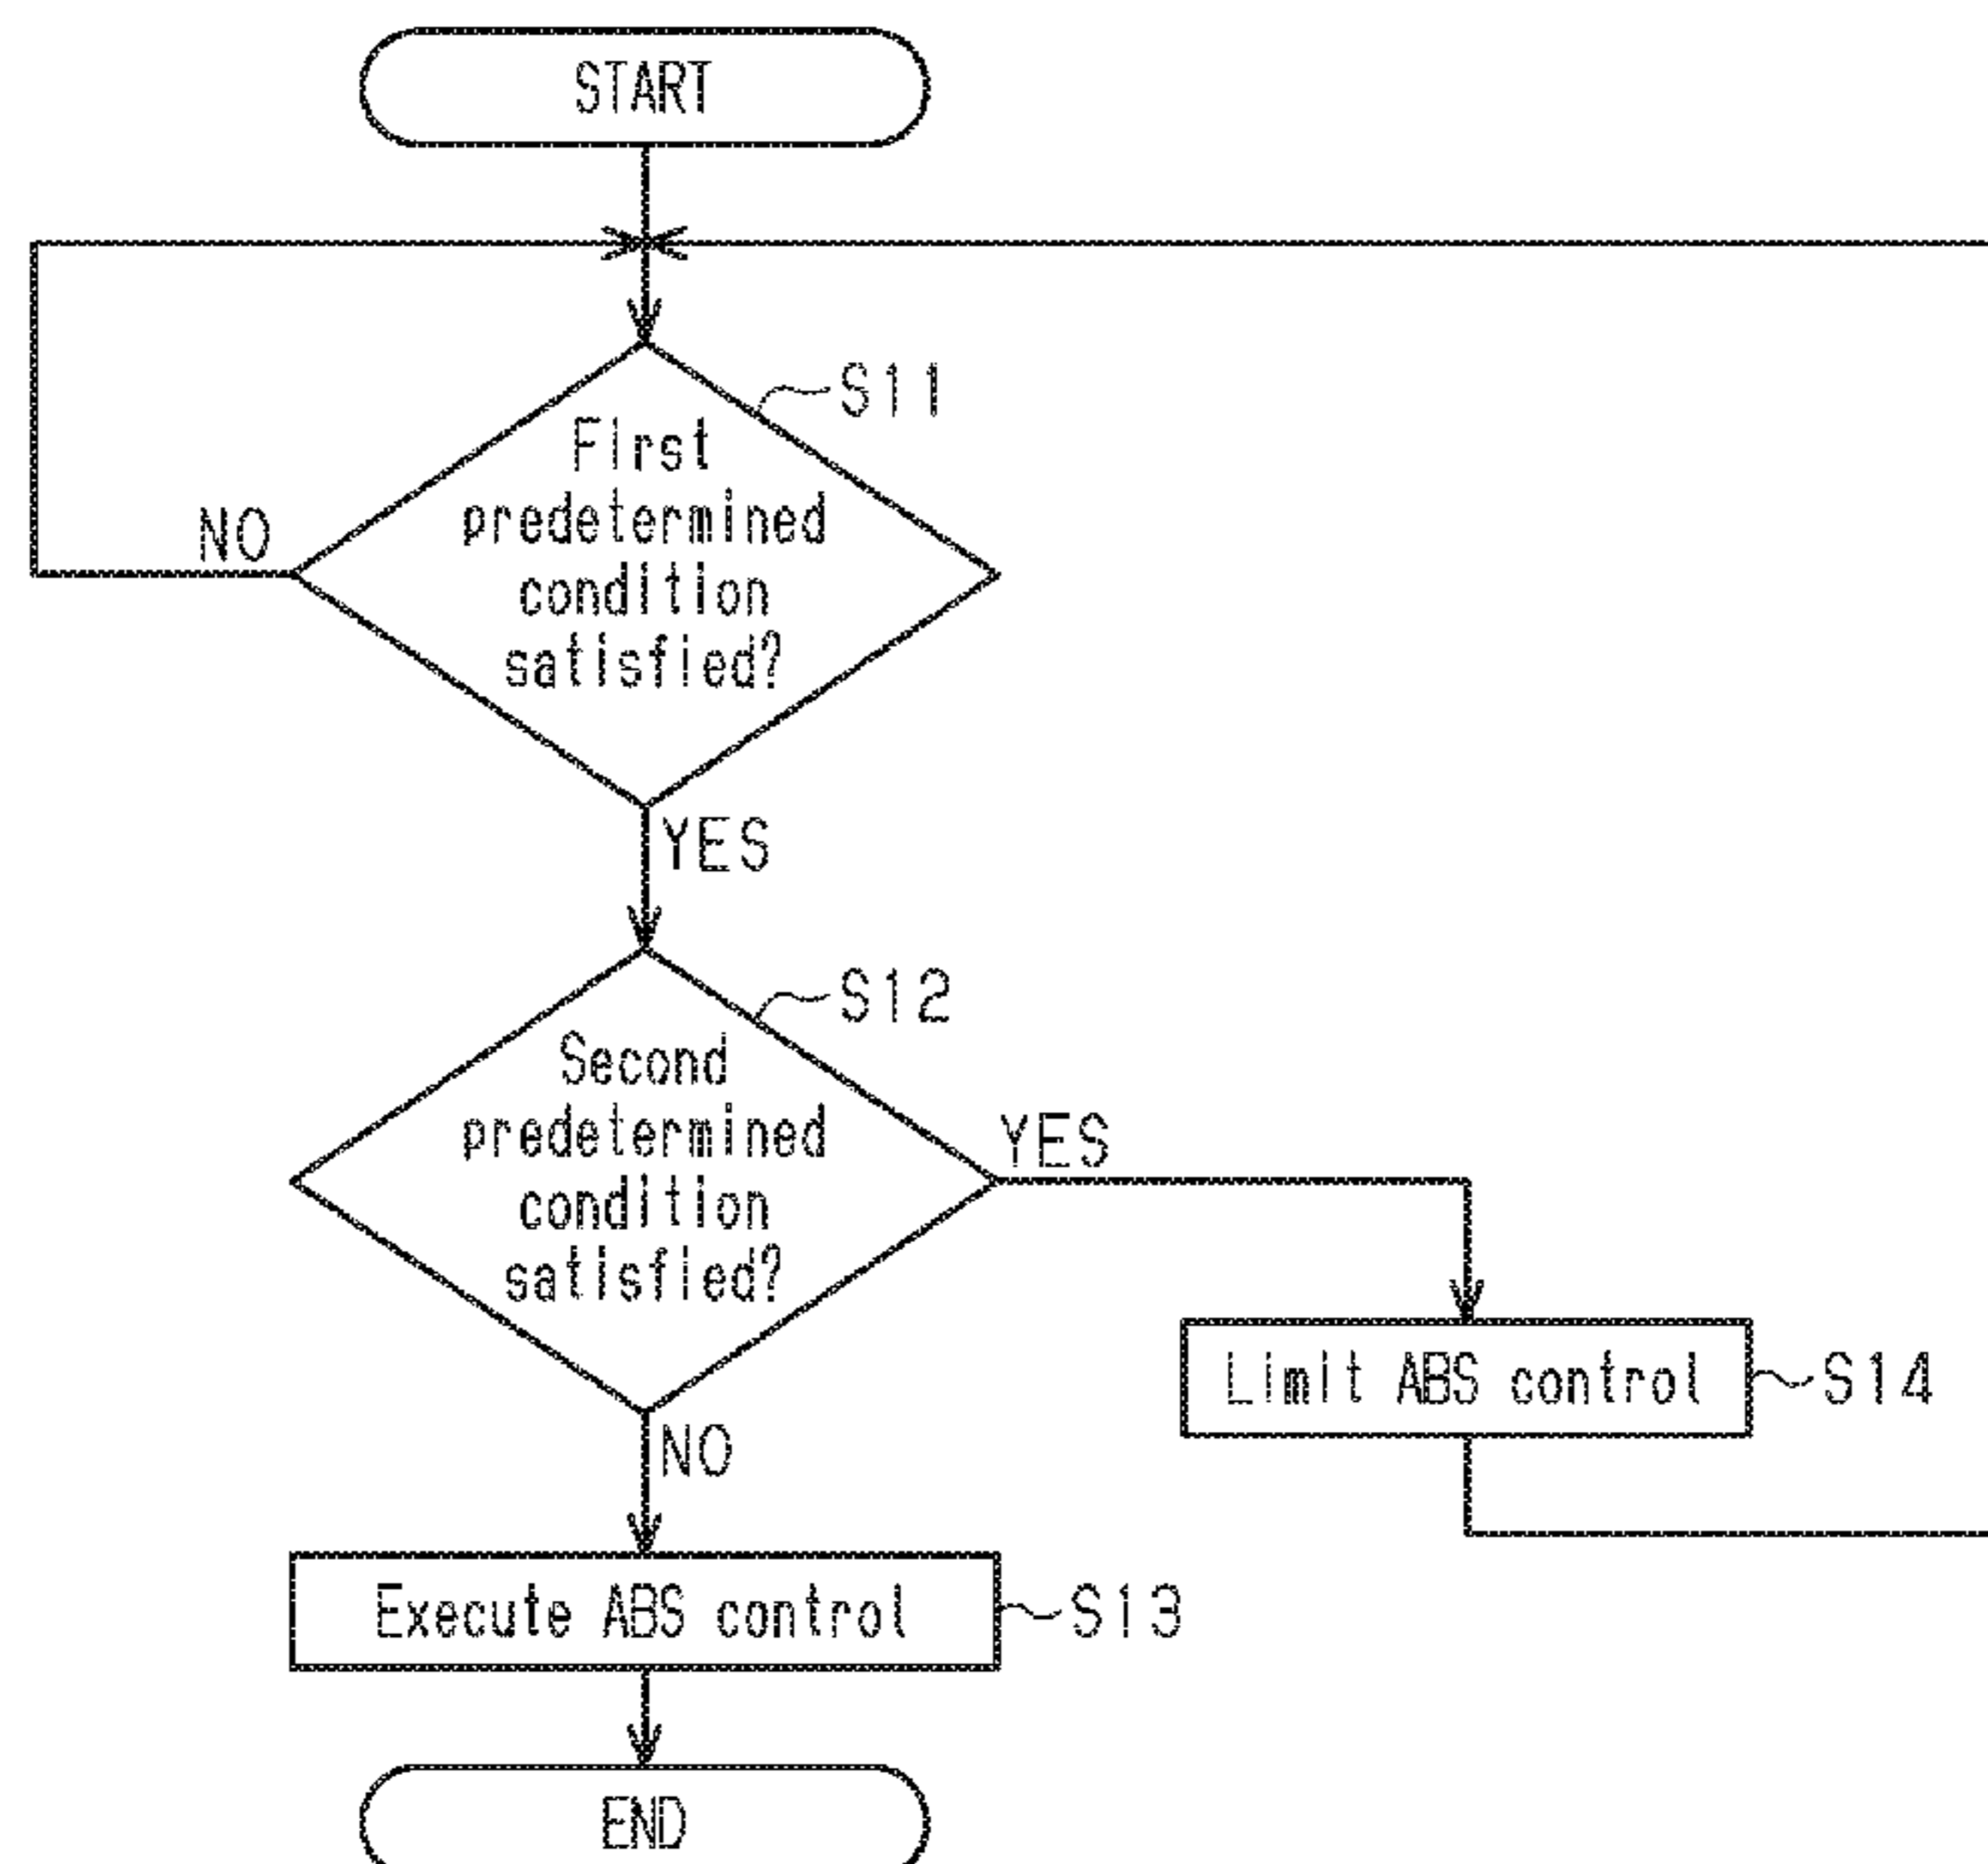 START
S11
First
predetermined
condition
satisfied?
NO
YES
S12
Second
predetermined
condition
satisfied?
YES
NO
Limit ABS control
S14
Execute ABS control
S13
END